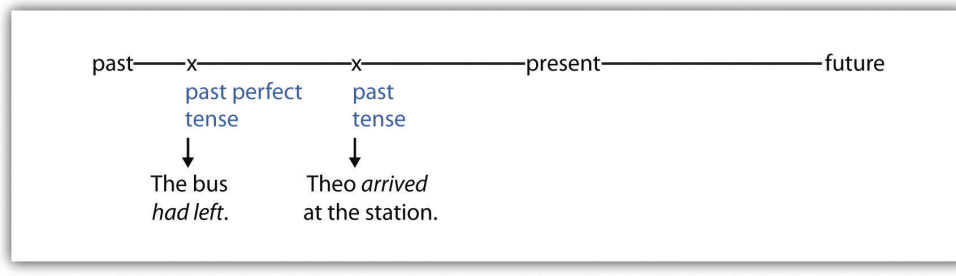 past x x present future
past perfect past
tense tense
The bus Theo arrived
had left. at the station.